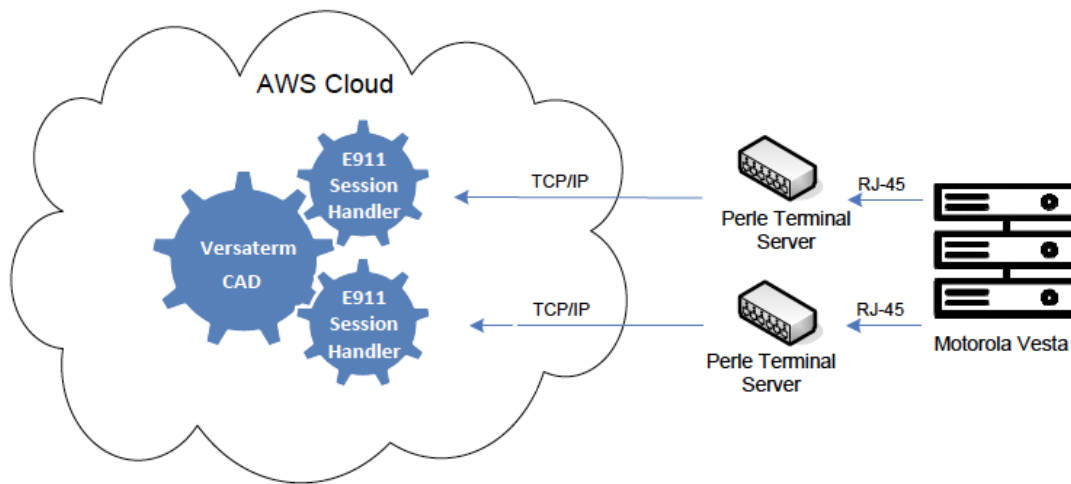 AWS Cloud
E911
Session
Handler
Versaterm
CAD
E911
Session
Handler
TCP/IP
RJ-45
Perle Terminal
Server
TCP/IP
RJ-45
Perle Terminal
Server
Motorola Vesta